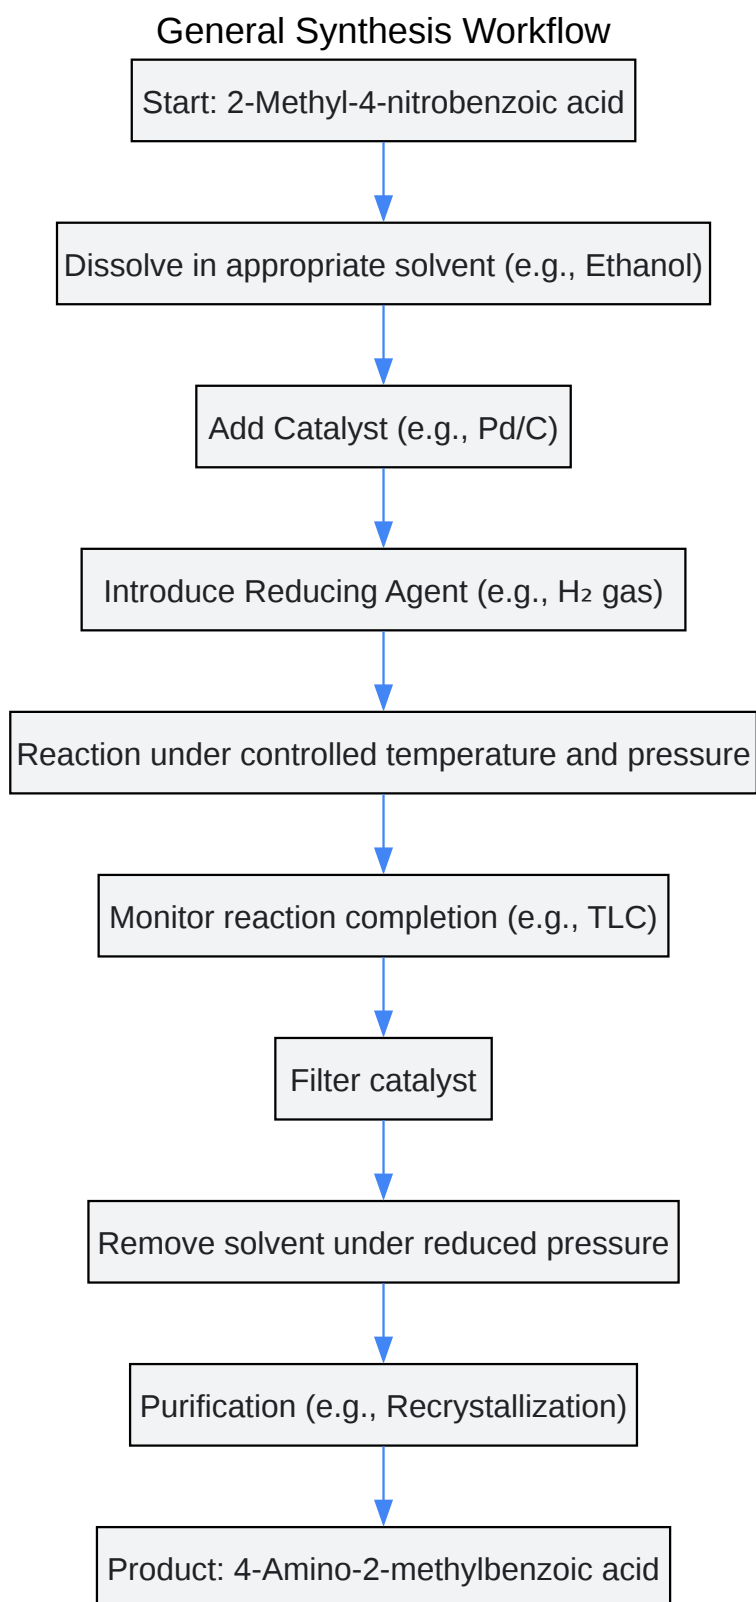 General Synthesis Workflow
Start: 2-Methyl-4-nitrobenzoic acid
Dissolve in appropriate solvent (e.g., Ethanol)
Add Catalyst (e.g., Pd/C)
Introduce Reducing Agent (e.g., H₂ gas)
Reaction under controlled temperature and pressure
Monitor reaction completion (e.g., TLC)
Filter catalyst
Remove solvent under reduced pressure
Purification (e.g., Recrystallization)
Product: 4-Amino-2-methylbenzoic acid